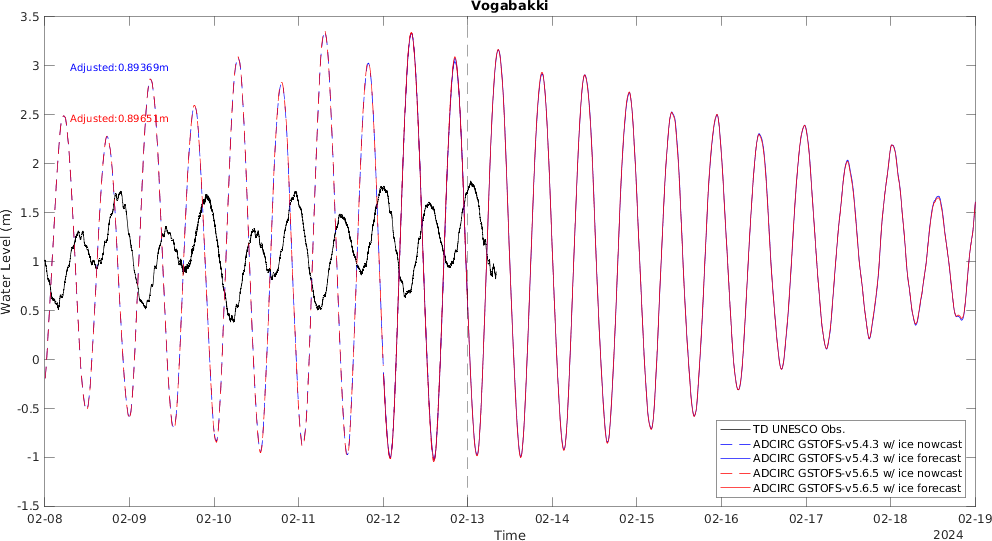 Vogabakki
3.5
3
2.5
2
1.5
1
0.5
0
-0.5
-1
-1.5
Water Level (m)
Adjusted:0.89369m
Adjusted:0.89651m
TD UNESCO Obs.
ADCIRC GSTOFS-v5.4.3 w/ ice nowcast
ADCIRC GSTOFS-v5.4.3 w/ ice forecast
ADCIRC GSTOFS-v5.6.5 w/ ice nowcast
ADCIRC GSTOFS-v5.6.5 w/ ice forecast
02-08 02-09 02-10 02-11 02-12 02-13 02-14 02-15 02-16 02-17 02-18 02-19
Time
2024